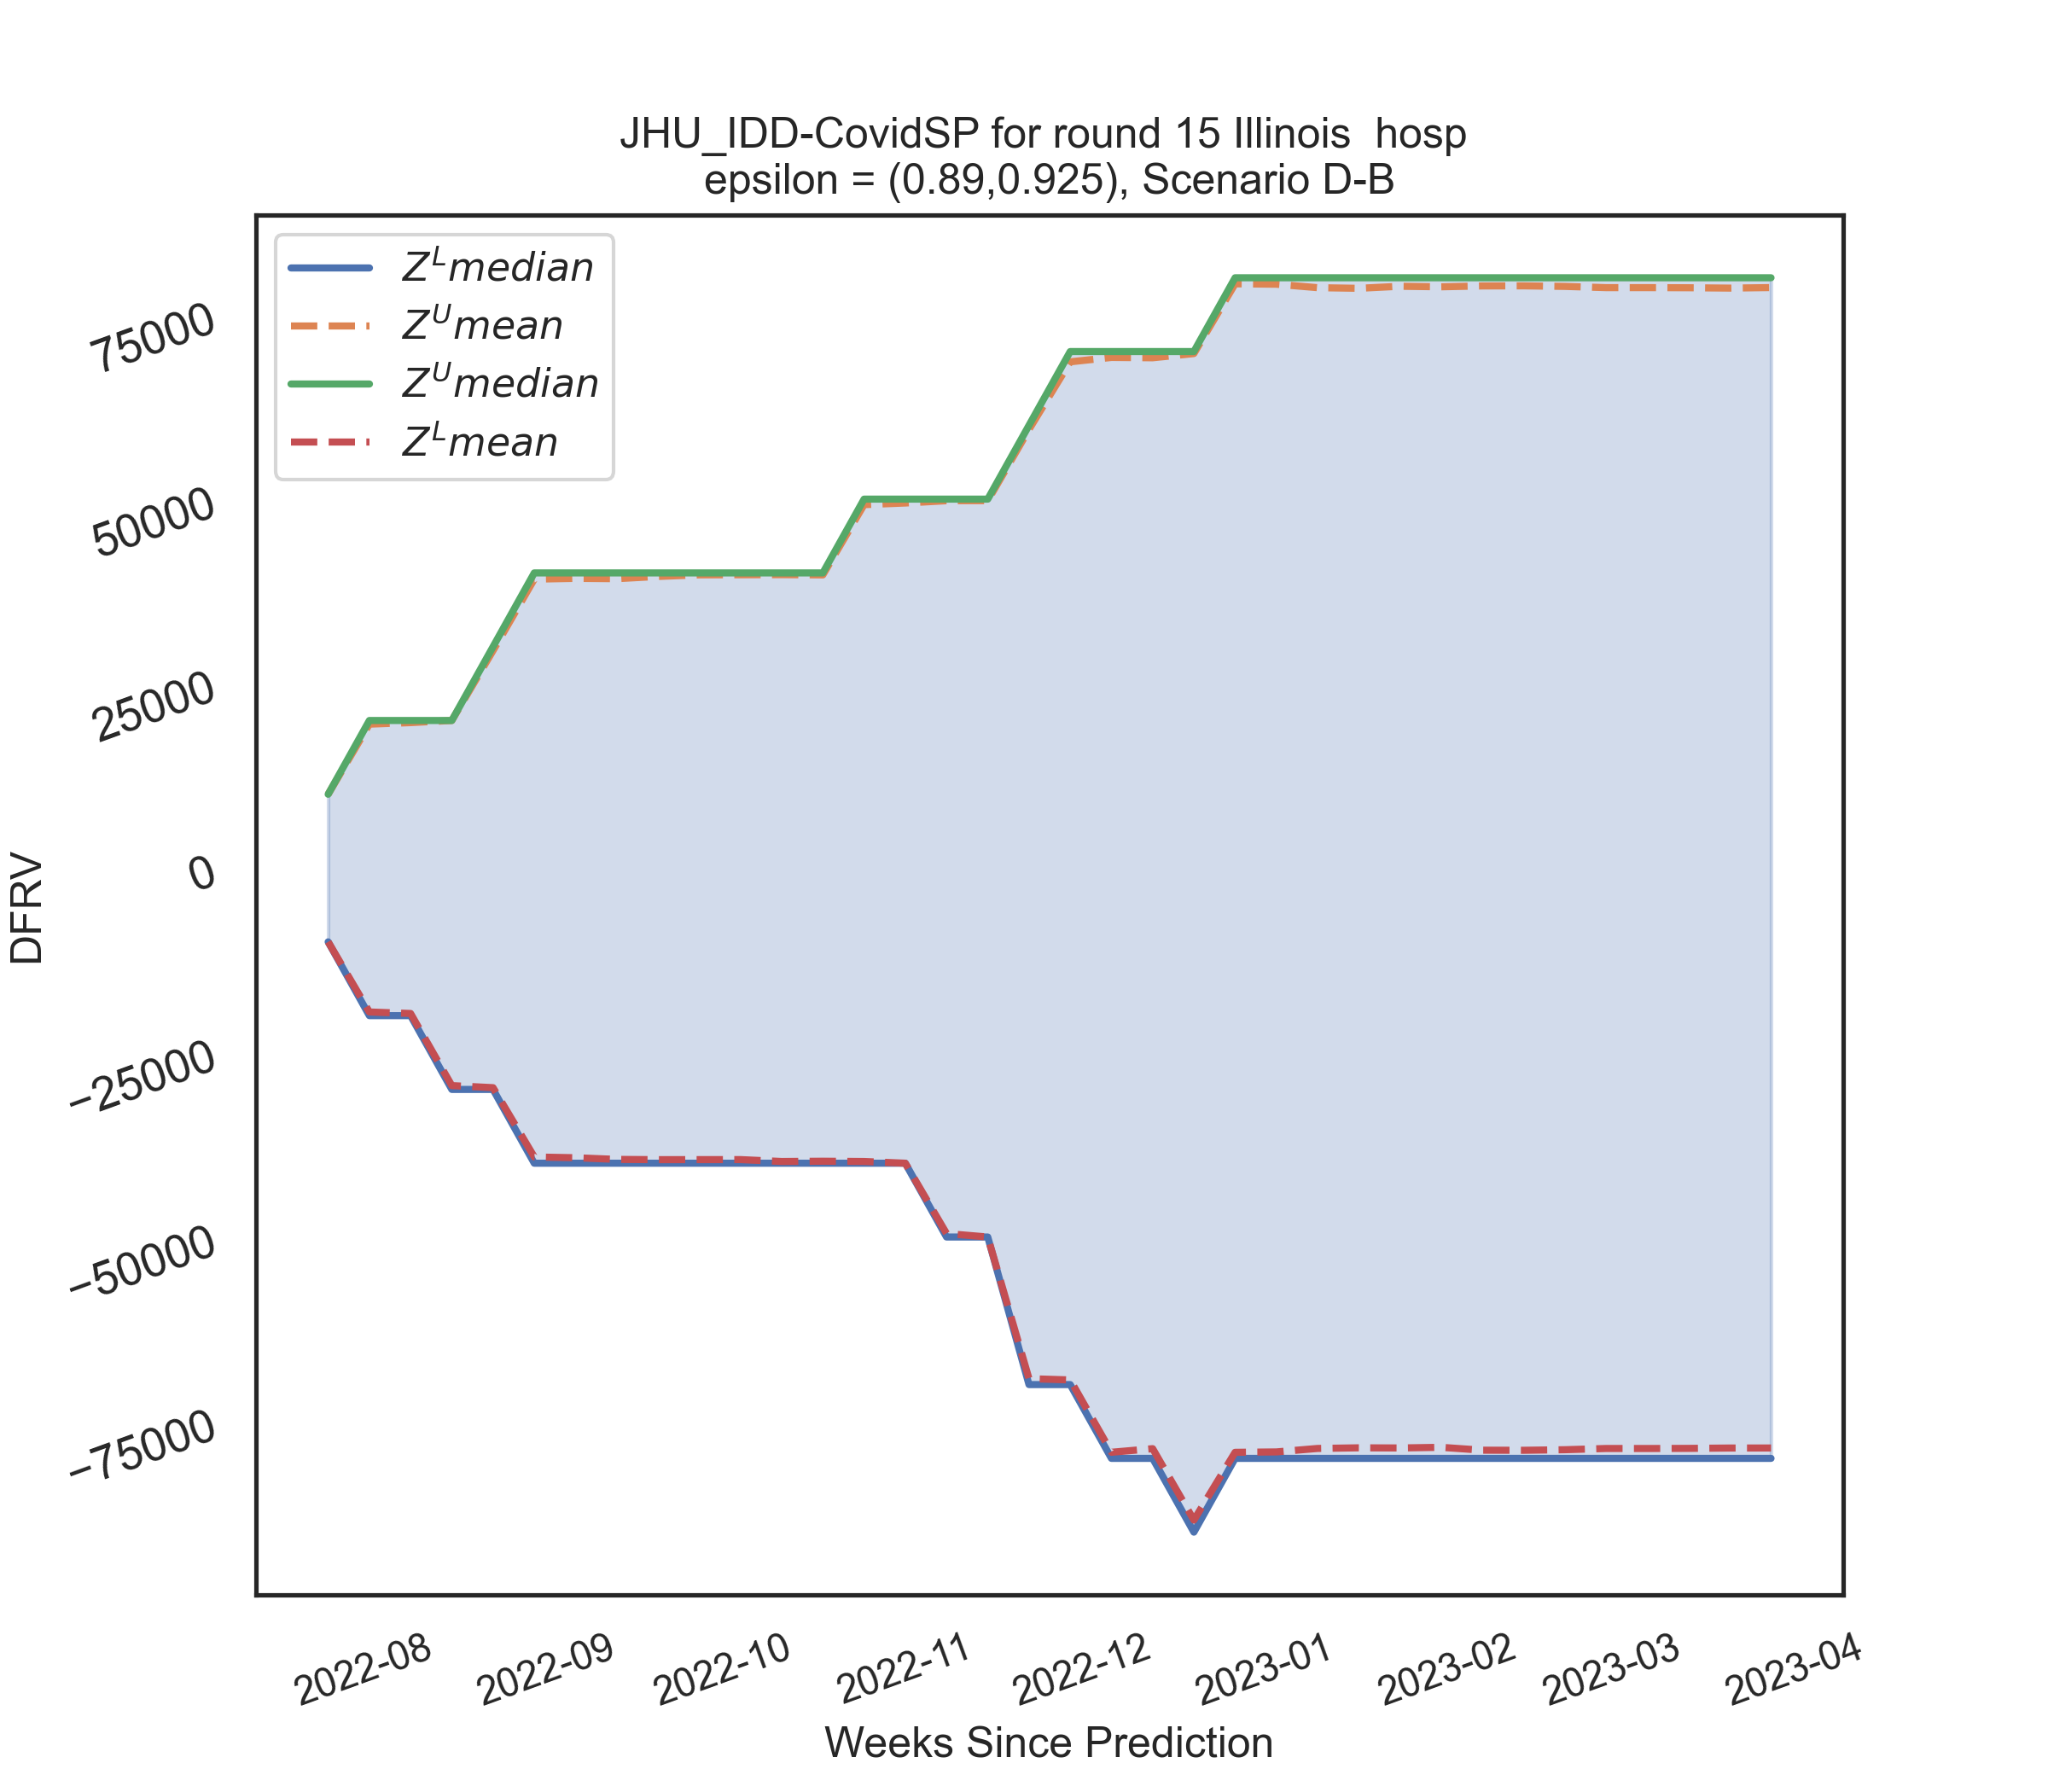 JHU_IDD-CovidSP for round 15 Illinois  hosp
epsilon = (0.89,0.925), Scenario D-B
Z^L median
Z^U mean
Z^U median
Z^L mean
75000
50000
25000
0
−25000
−50000
−75000
DFRV
2022-08
2022-09
2022-10
2022-11
2022-12
2023-01
2023-02
2023-03
2023-04
Weeks Since Prediction